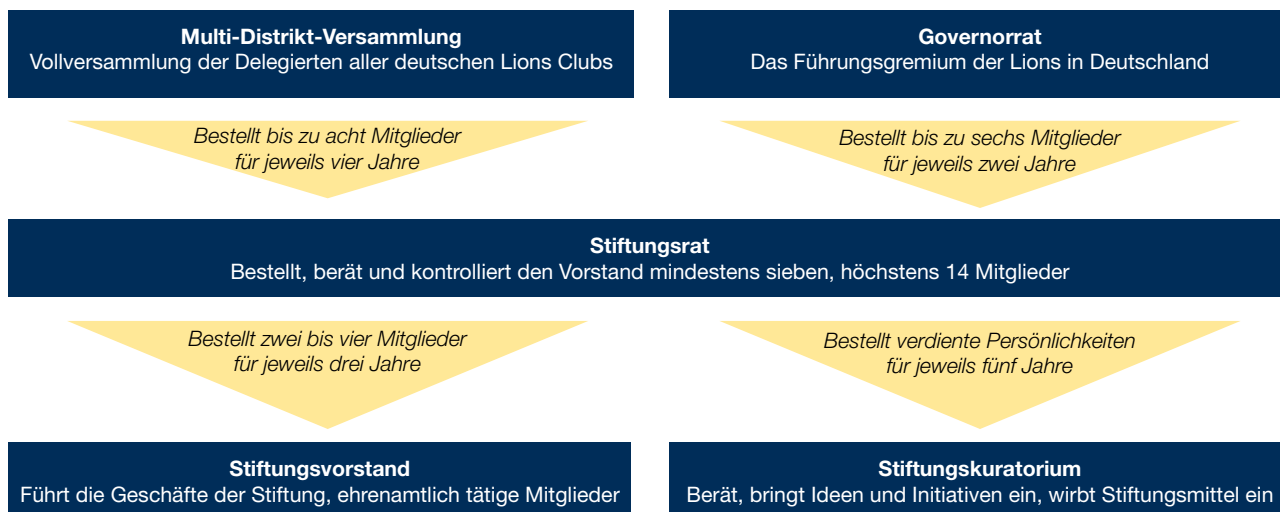 Multi-Distrikt-Versammlung
Vollversammlung der Delegierten aller deutschen Lions Clubs
Governorrat
Das Führungsgremium der Lions in Deutschland
Bestellt bis zu acht Mitglieder
für jeweils vier Jahre
Bestellt bis zu sechs Mitglieder
für jeweils zwei Jahre
Stiftungsrat
Bestellt, berät und kontrolliert den Vorstand mindestens sieben, höchstens 14 Mitglieder
Bestellt zwei bis vier Mitglieder
für jeweils drei Jahre
Bestellt verdiente Persönlichkeiten
für jeweils fünf Jahre
Stiftungsvorstand
Führt die Geschäfte der Stiftung, ehrenamtlich tätige Mitglieder
Stiftungskuratorium
Berät, bringt Ideen und Initiativen ein, wirbt Stiftungsmittel ein